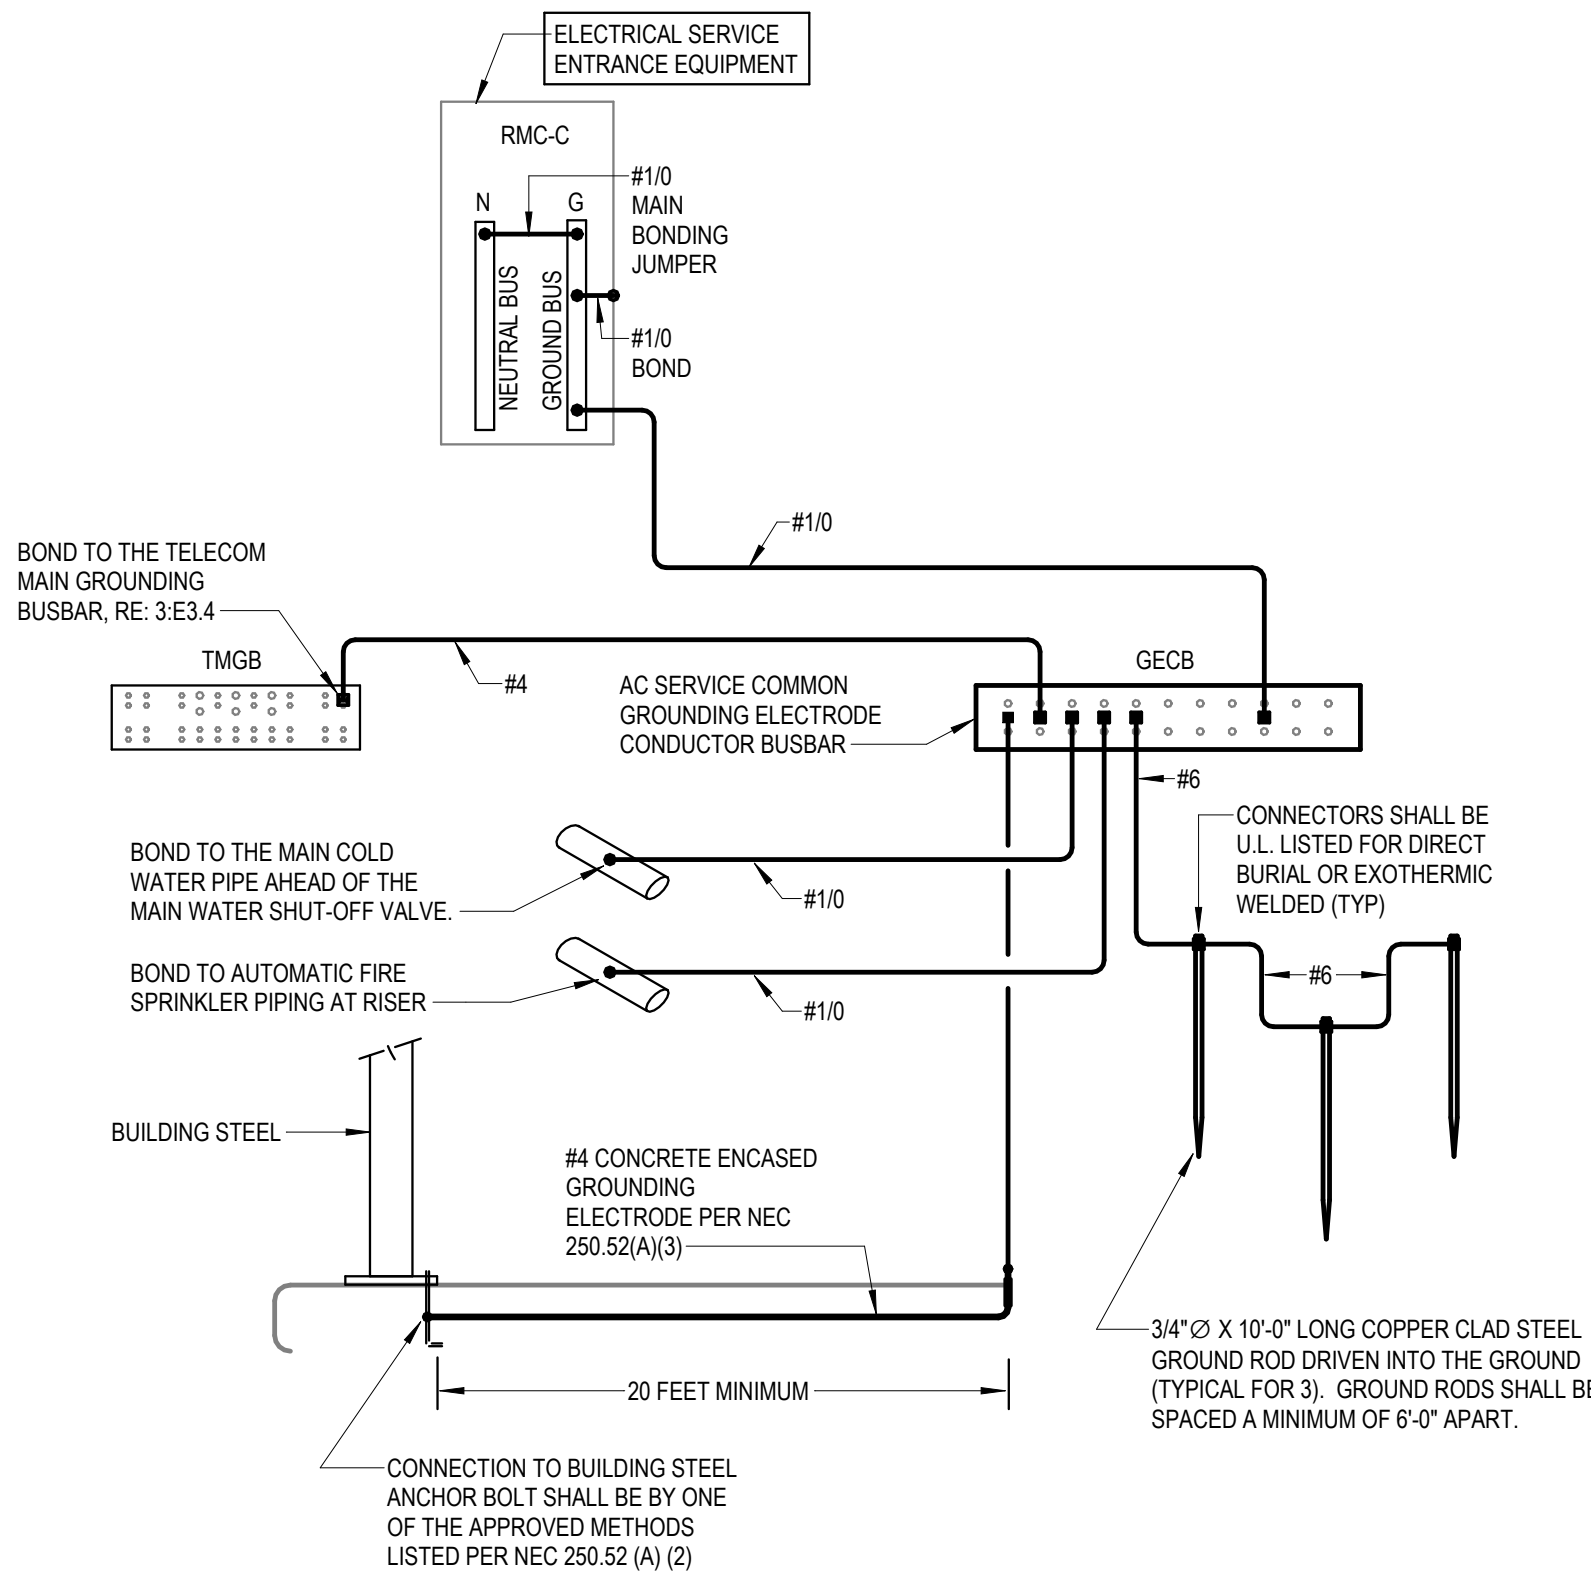 ELECTRICAL SERVICE
ENTRANCE EQUIPMENT
RMC-C
#1/0
MAIN
BONDING
JUMPER
N
G
NEUTRAL BUS
GROUND BUS
#1/0
BOND
#1/0
BOND TO THE TELECOM
MAIN GROUNDING
BUSBAR, RE: 3:E3.4
TMGB
#4
AC SERVICE COMMON
GROUNDING ELECTRODE
CONDUCTOR BUSBAR
GECB
#6
CONNECTORS SHALL BE
U.L. LISTED FOR DIRECT
BURIAL OR EXOTHERMIC
WELDED (TYP)
BOND TO THE MAIN COLD
WATER PIPE AHEAD OF THE
MAIN WATER SHUT-OFF VALVE.
#1/0
BOND TO AUTOMATIC FIRE
SPRINKLER PIPING AT RISER
#1/0
#6
BUILDING STEEL
#4 CONCRETE ENCASED
GROUNDING
ELECTRODE PER NEC
250.52(A)(3)
3/4"Ø X 10'-0" LONG COPPER CLAD STEEL
GROUND ROD DRIVEN INTO THE GROUND
(TYPICAL FOR 3). GROUND RODS SHALL BE
SPACED A MINIMUM OF 6'-0" APART.
20 FEET MINIMUM
CONNECTION TO BUILDING STEEL
ANCHOR BOLT SHALL BE BY ONE
OF THE APPROVED METHODS
LISTED PER NEC 250.52 (A) (2)